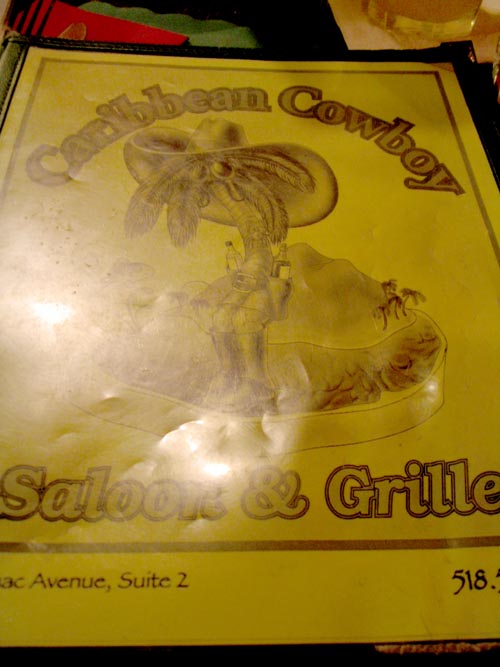 Caribbean Cowboy
Saloon & Grille
ac Avenue, Suite 2
518.